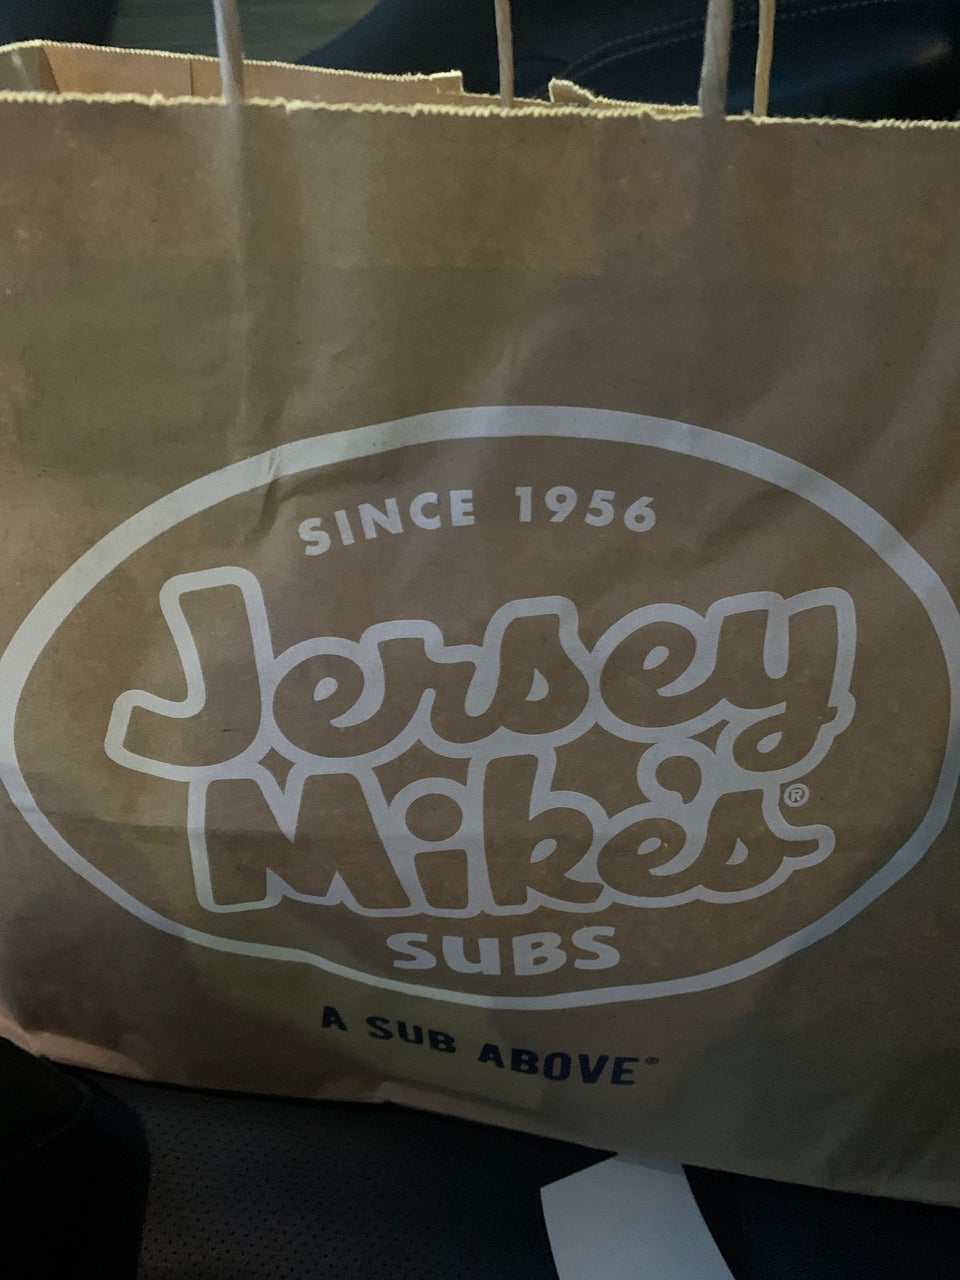 SINCE 1956
Jersey
Mike's®
SUBS
A SUB ABOVE®